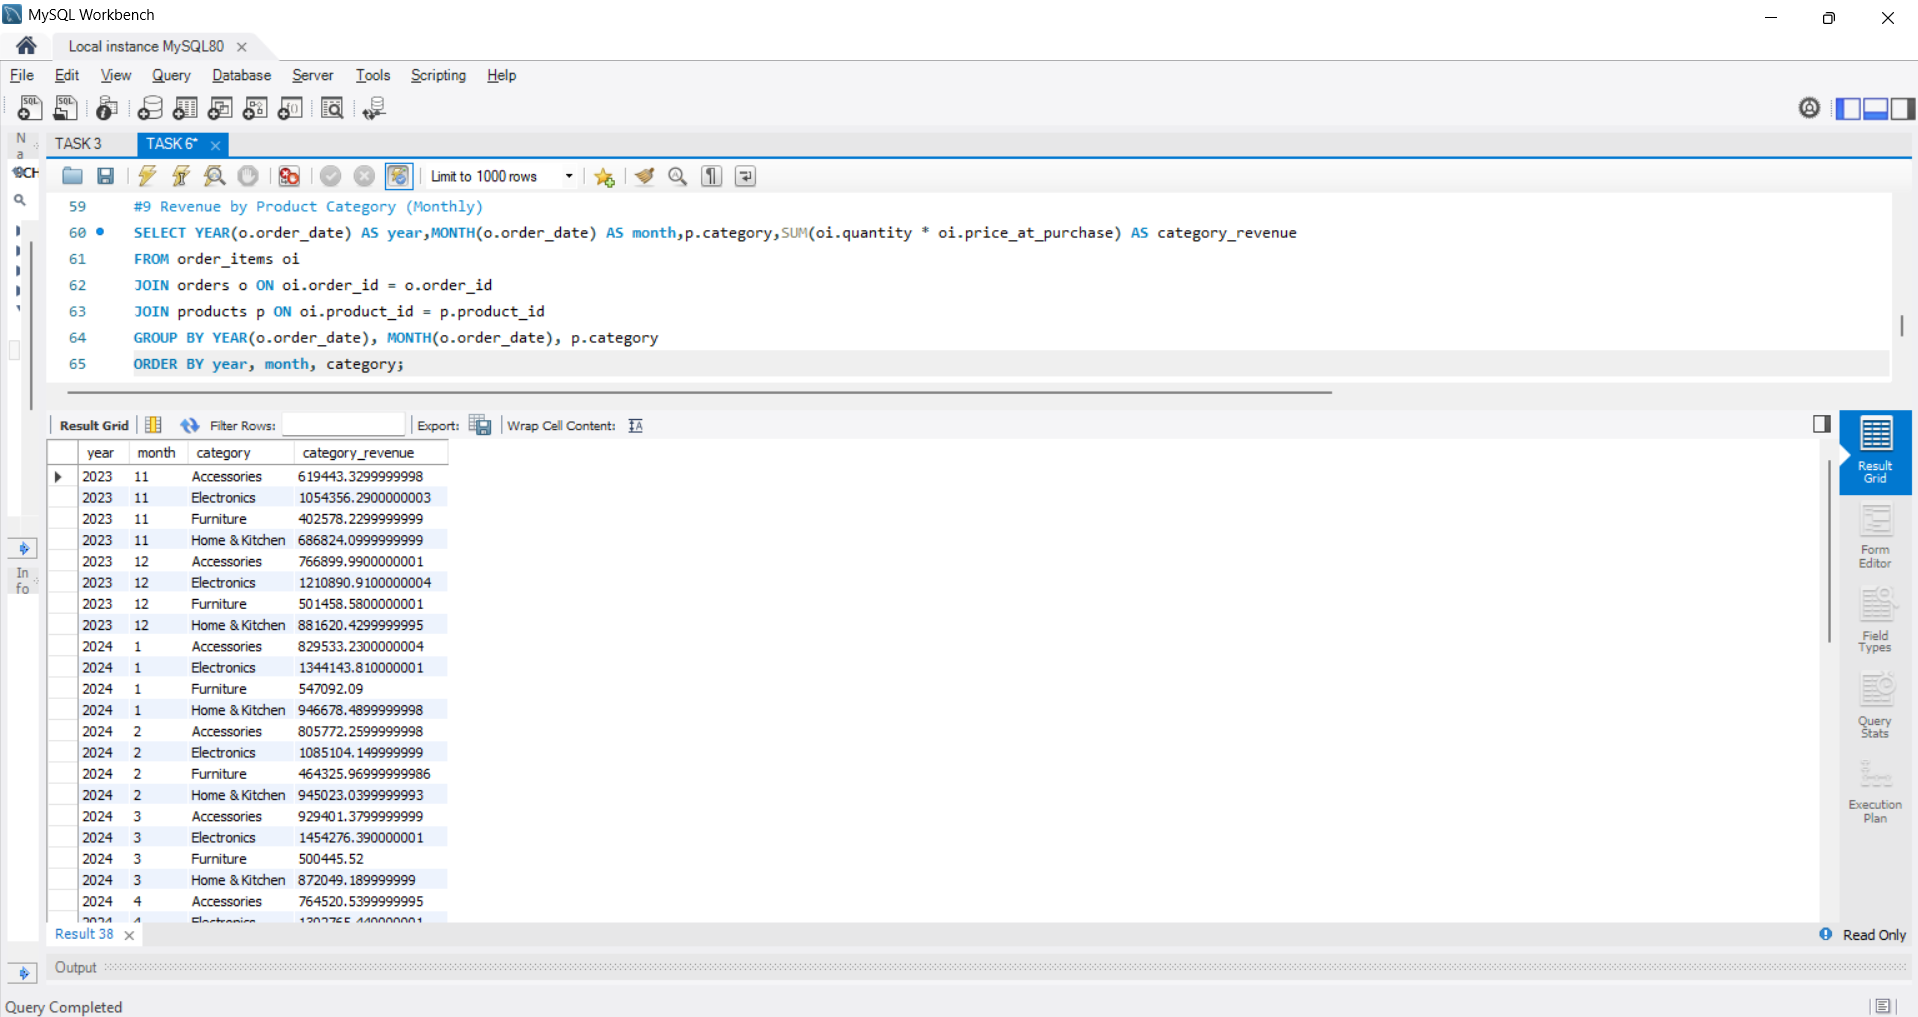 MySQL Workbench
Local instance MySQL80
File Edit View Query Database Server Tools Scripting Help
N
a
TASK 3 TASK 6*
Limit to 1000 rows
59 #9 Revenue by Product Category (Monthly)
60 SELECT YEAR(o.order_date) AS year,MONTH(o.order_date) AS month,p.category,SUM(oi.quantity * oi.price_at_purchase) AS category_revenue
61 FROM order_items oi
62 JOIN orders o ON oi.order_id = o.order_id
63 JOIN products p ON oi.product_id = p.product_id
64 GROUP BY YEAR(o.order_date), MONTH(o.order_date), p.category
65 ORDER BY year, month, category;
Result Grid Filter Rows: Export: Wrap Cell Content:
year month category category_revenue
2023 11 Accessories 619443.3299999998
2023 11 Electronics 1054356.2900000003
2023 11 Furniture 402578.2299999999
2023 11 Home & Kitchen 686824.0999999999
2023 12 Accessories 766899.9900000001
2023 12 Electronics 1210890.9100000004
2023 12 Furniture 501458.5800000001
2023 12 Home & Kitchen 881620.4299999995
2024 1 Accessories 829533.2300000004
2024 1 Electronics 1344143.810000001
2024 1 Furniture 547092.09
2024 1 Home & Kitchen 946678.4899999998
2024 2 Accessories 805772.2599999998
2024 2 Electronics 1085104.149999999
2024 2 Furniture 464325.96999999986
2024 2 Home & Kitchen 945023.0399999993
2024 3 Accessories 929401.3799999999
2024 3 Electronics 1454276.390000001
2024 3 Furniture 500445.52
2024 3 Home & Kitchen 872049.189999999
2024 4 Accessories 764520.5399999995
2024 4 Electronics
Result
Grid
Form
Editor
Field
Types
Query
Stats
Execution
Plan
In
fo
Result 38
Read Only
Output
Query Completed